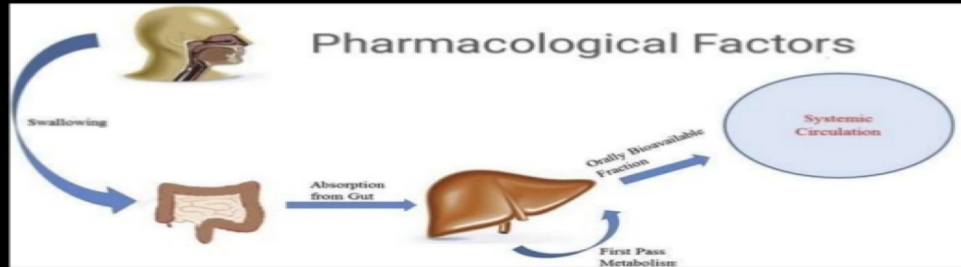 Pharmacological Factors
Swallowing
Absorption
from Gut
Orally Bioavailable
Fraction
First Pass
Metabolism
Systemic
Circulation